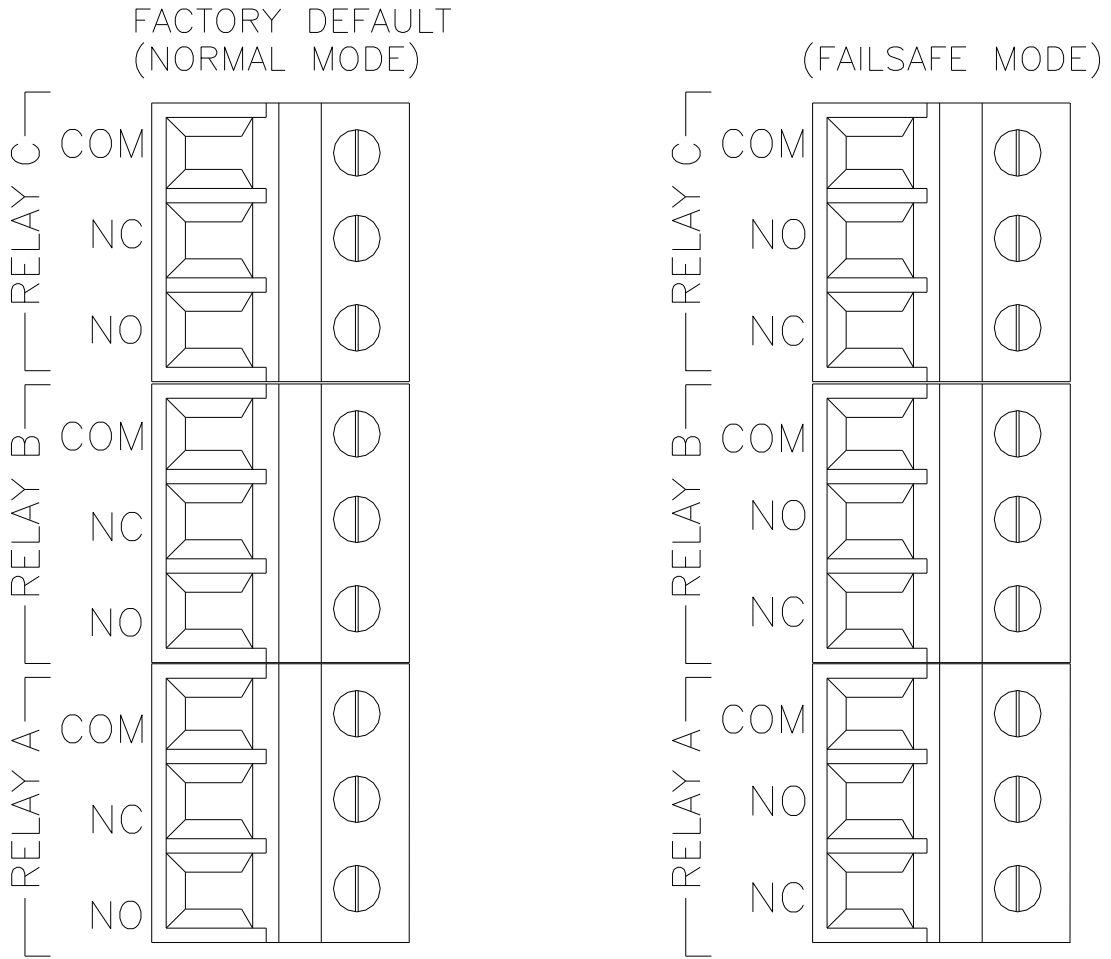 FACTORY DEFAULT
(NORMAL MODE)
RELAY C
COM
NC
NO
RELAY B
COM
NC
NO
RELAY A
COM
NC
NO
(FAILSAFE MODE)
RELAY C
COM
NO
NC
RELAY B
COM
NO
NC
RELAY A
COM
NO
NC